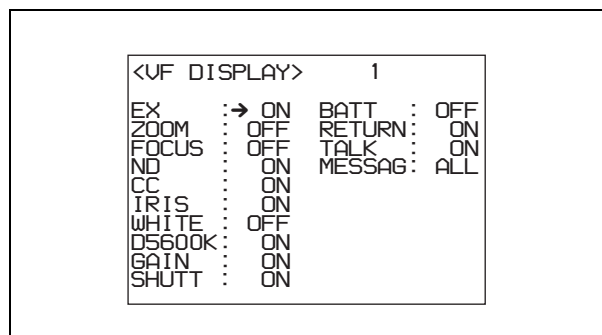 <VF DISPLAY> 1
EX :→ ON BATT : OFF
ZOOM : OFF RETURN: ON
FOCUS : OFF TALK : ON
ND : ON MESSAG: ALL
CC : ON
IRIS : ON
WHITE : OFF
D5600K: ON
GAIN : ON
SHUTT : ON